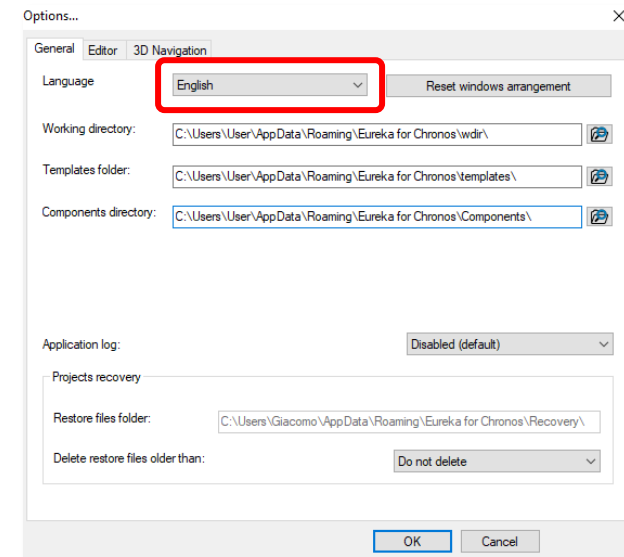 Options...
General Editor 3D Navigation
Language English Reset windows arrangement
Working directory: C:\Users\User\AppData\Roaming\Eureka for Chronos\wdir\
Templates folder: C:\Users\User\AppData\Roaming\Eureka for Chronos\templates\
Components directory: C:\Users\User\AppData\Roaming\Eureka for Chronos\Components\
Application log: Disabled (default)
Projects recovery
Restore files folder: C:\Users\Giacomo\AppData\Roaming\Eureka for Chronos\Recovery\
Delete restore files older than: Do not delete
OK Cancel